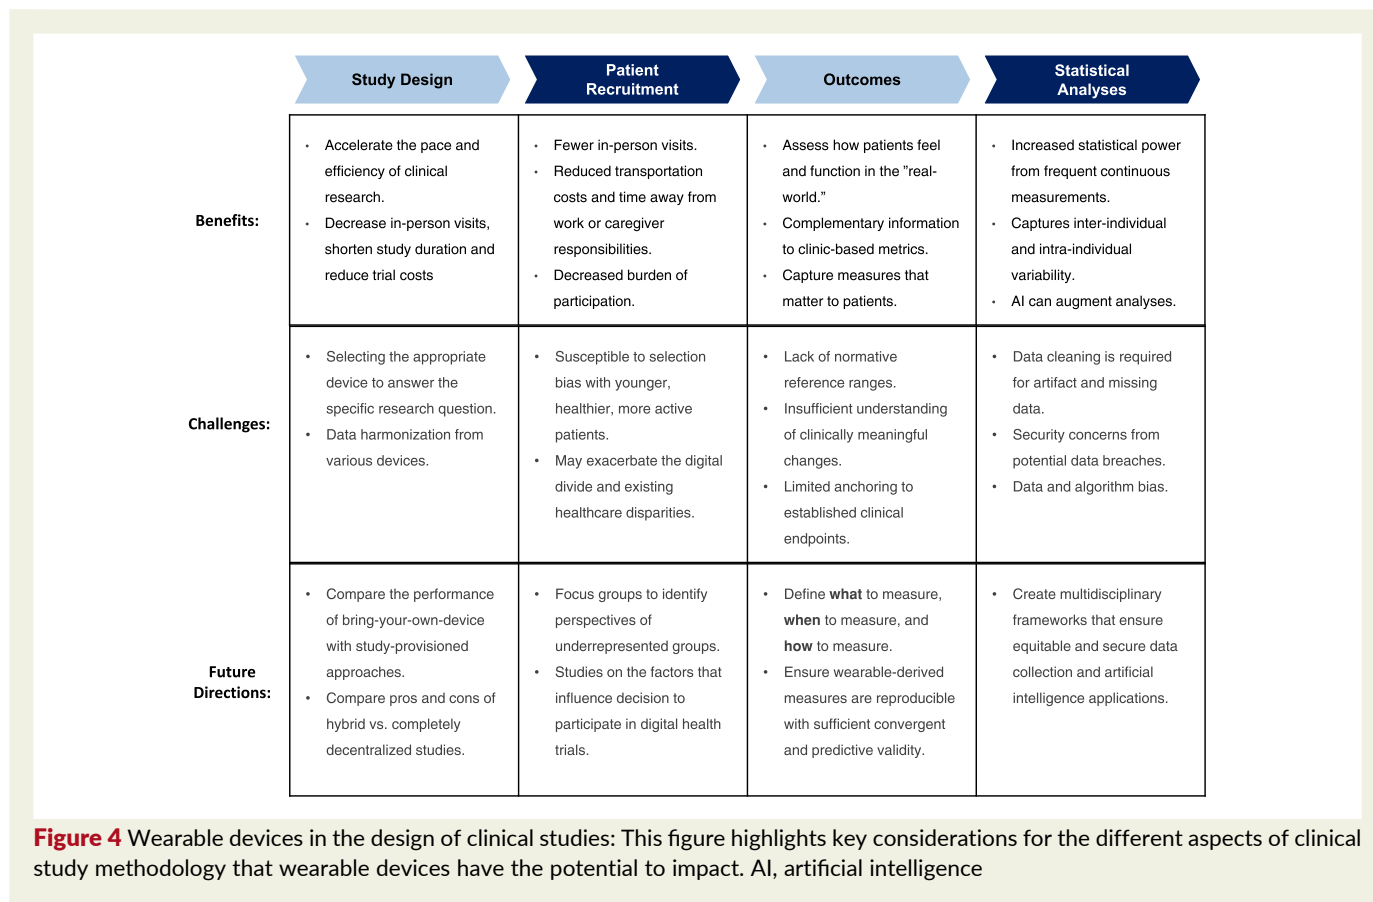 Study Design
Patient
Recruitment
Outcomes
Statistical
Analyses
Benefits:
• Accelerate the pace and
efficiency of clinical
research.
• Decrease in-person visits,
shorten study duration and
reduce trial costs
• Fewer in-person visits.
• Reduced transportation
costs and time away from
work or caregiver
responsibilities.
• Decreased burden of
participation.
• Assess how patients feel
and function in the ”real-
world.”
• Complementary information
to clinic-based metrics.
• Capture measures that
matter to patients.
• Increased statistical power
from frequent continuous
measurements.
• Captures inter-individual
and intra-individual
variability.
• AI can augment analyses.
Challenges:
• Selecting the appropriate
device to answer the
specific research question.
• Data harmonization from
various devices.
• Susceptible to selection
bias with younger,
healthier, more active
patients.
• May exacerbate the digital
divide and existing
healthcare disparities.
• Lack of normative
reference ranges.
• Insufficient understanding
of clinically meaningful
changes.
• Limited anchoring to
established clinical
endpoints.
• Data cleaning is required
for artifact and missing
data.
• Security concerns from
potential data breaches.
• Data and algorithm bias.
Future
Directions:
• Compare the performance
of bring-your-own-device
with study-provisioned
approaches.
• Compare pros and cons of
hybrid vs. completely
decentralized studies.
• Focus groups to identify
perspectives of
underrepresented groups.
• Studies on the factors that
influence decision to
participate in digital health
trials.
• Define what to measure,
when to measure, and
how to measure.
• Ensure wearable-derived
measures are reproducible
with sufficient convergent
and predictive validity.
• Create multidisciplinary
frameworks that ensure
equitable and secure data
collection and artificial
intelligence applications.
Figure 4 Wearable devices in the design of clinical studies: This figure highlights key considerations for the different aspects of clinical
study methodology that wearable devices have the potential to impact. AI, artificial intelligence